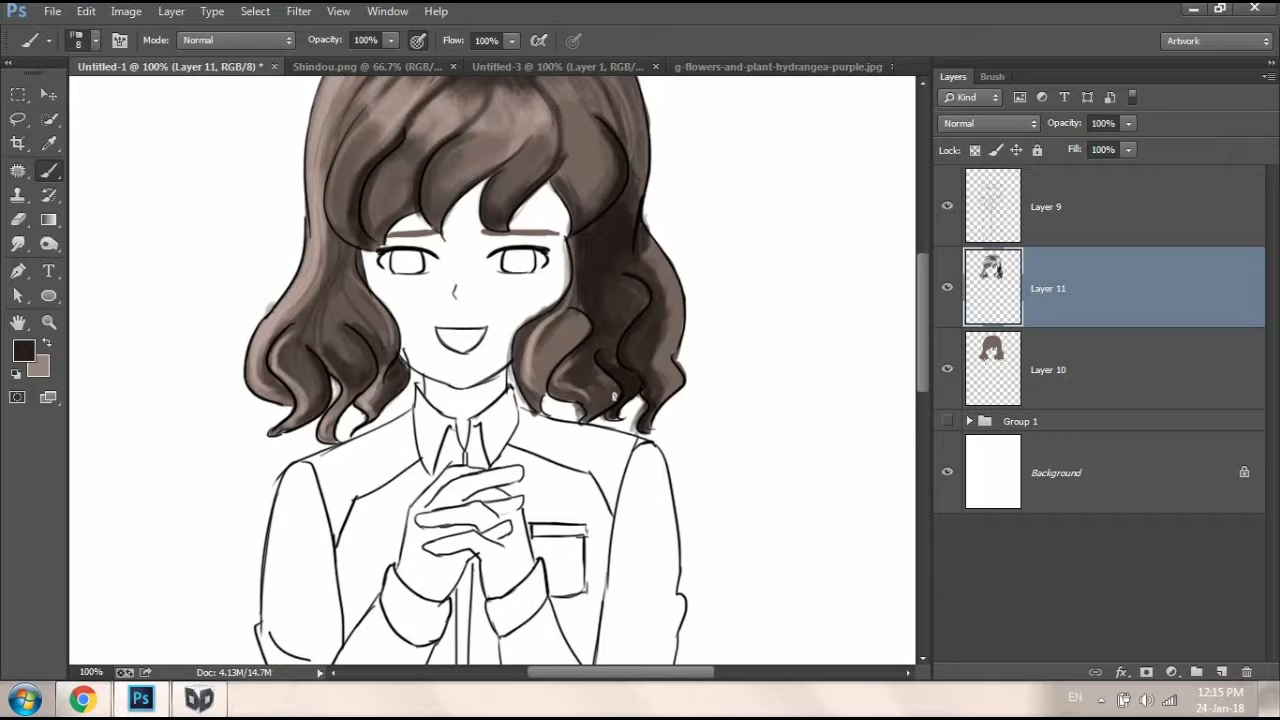 Ps File Edit Image Layer Type Select Filter View Window Help
8 Mode: Normal Opacity: 100% Flow: 100% Artwork
Untitled-1 @ 100% (Layer 11, RGB/8) * × Shindou.png @ 66.7% (RGB/... × Untitled-3 @ 100% (Layer 1, RGB/... × g-flowers-and-plant-hydrangea-purple.jpg
Layers Brush
Kind
Normal Opacity: 100%
Lock: Fill: 100%
Layer 9
Layer 11
Layer 10
Group 1
Background
100% Doc: 4.13M/14.7M
Ps EN 12:15 PM
24-Jan-18